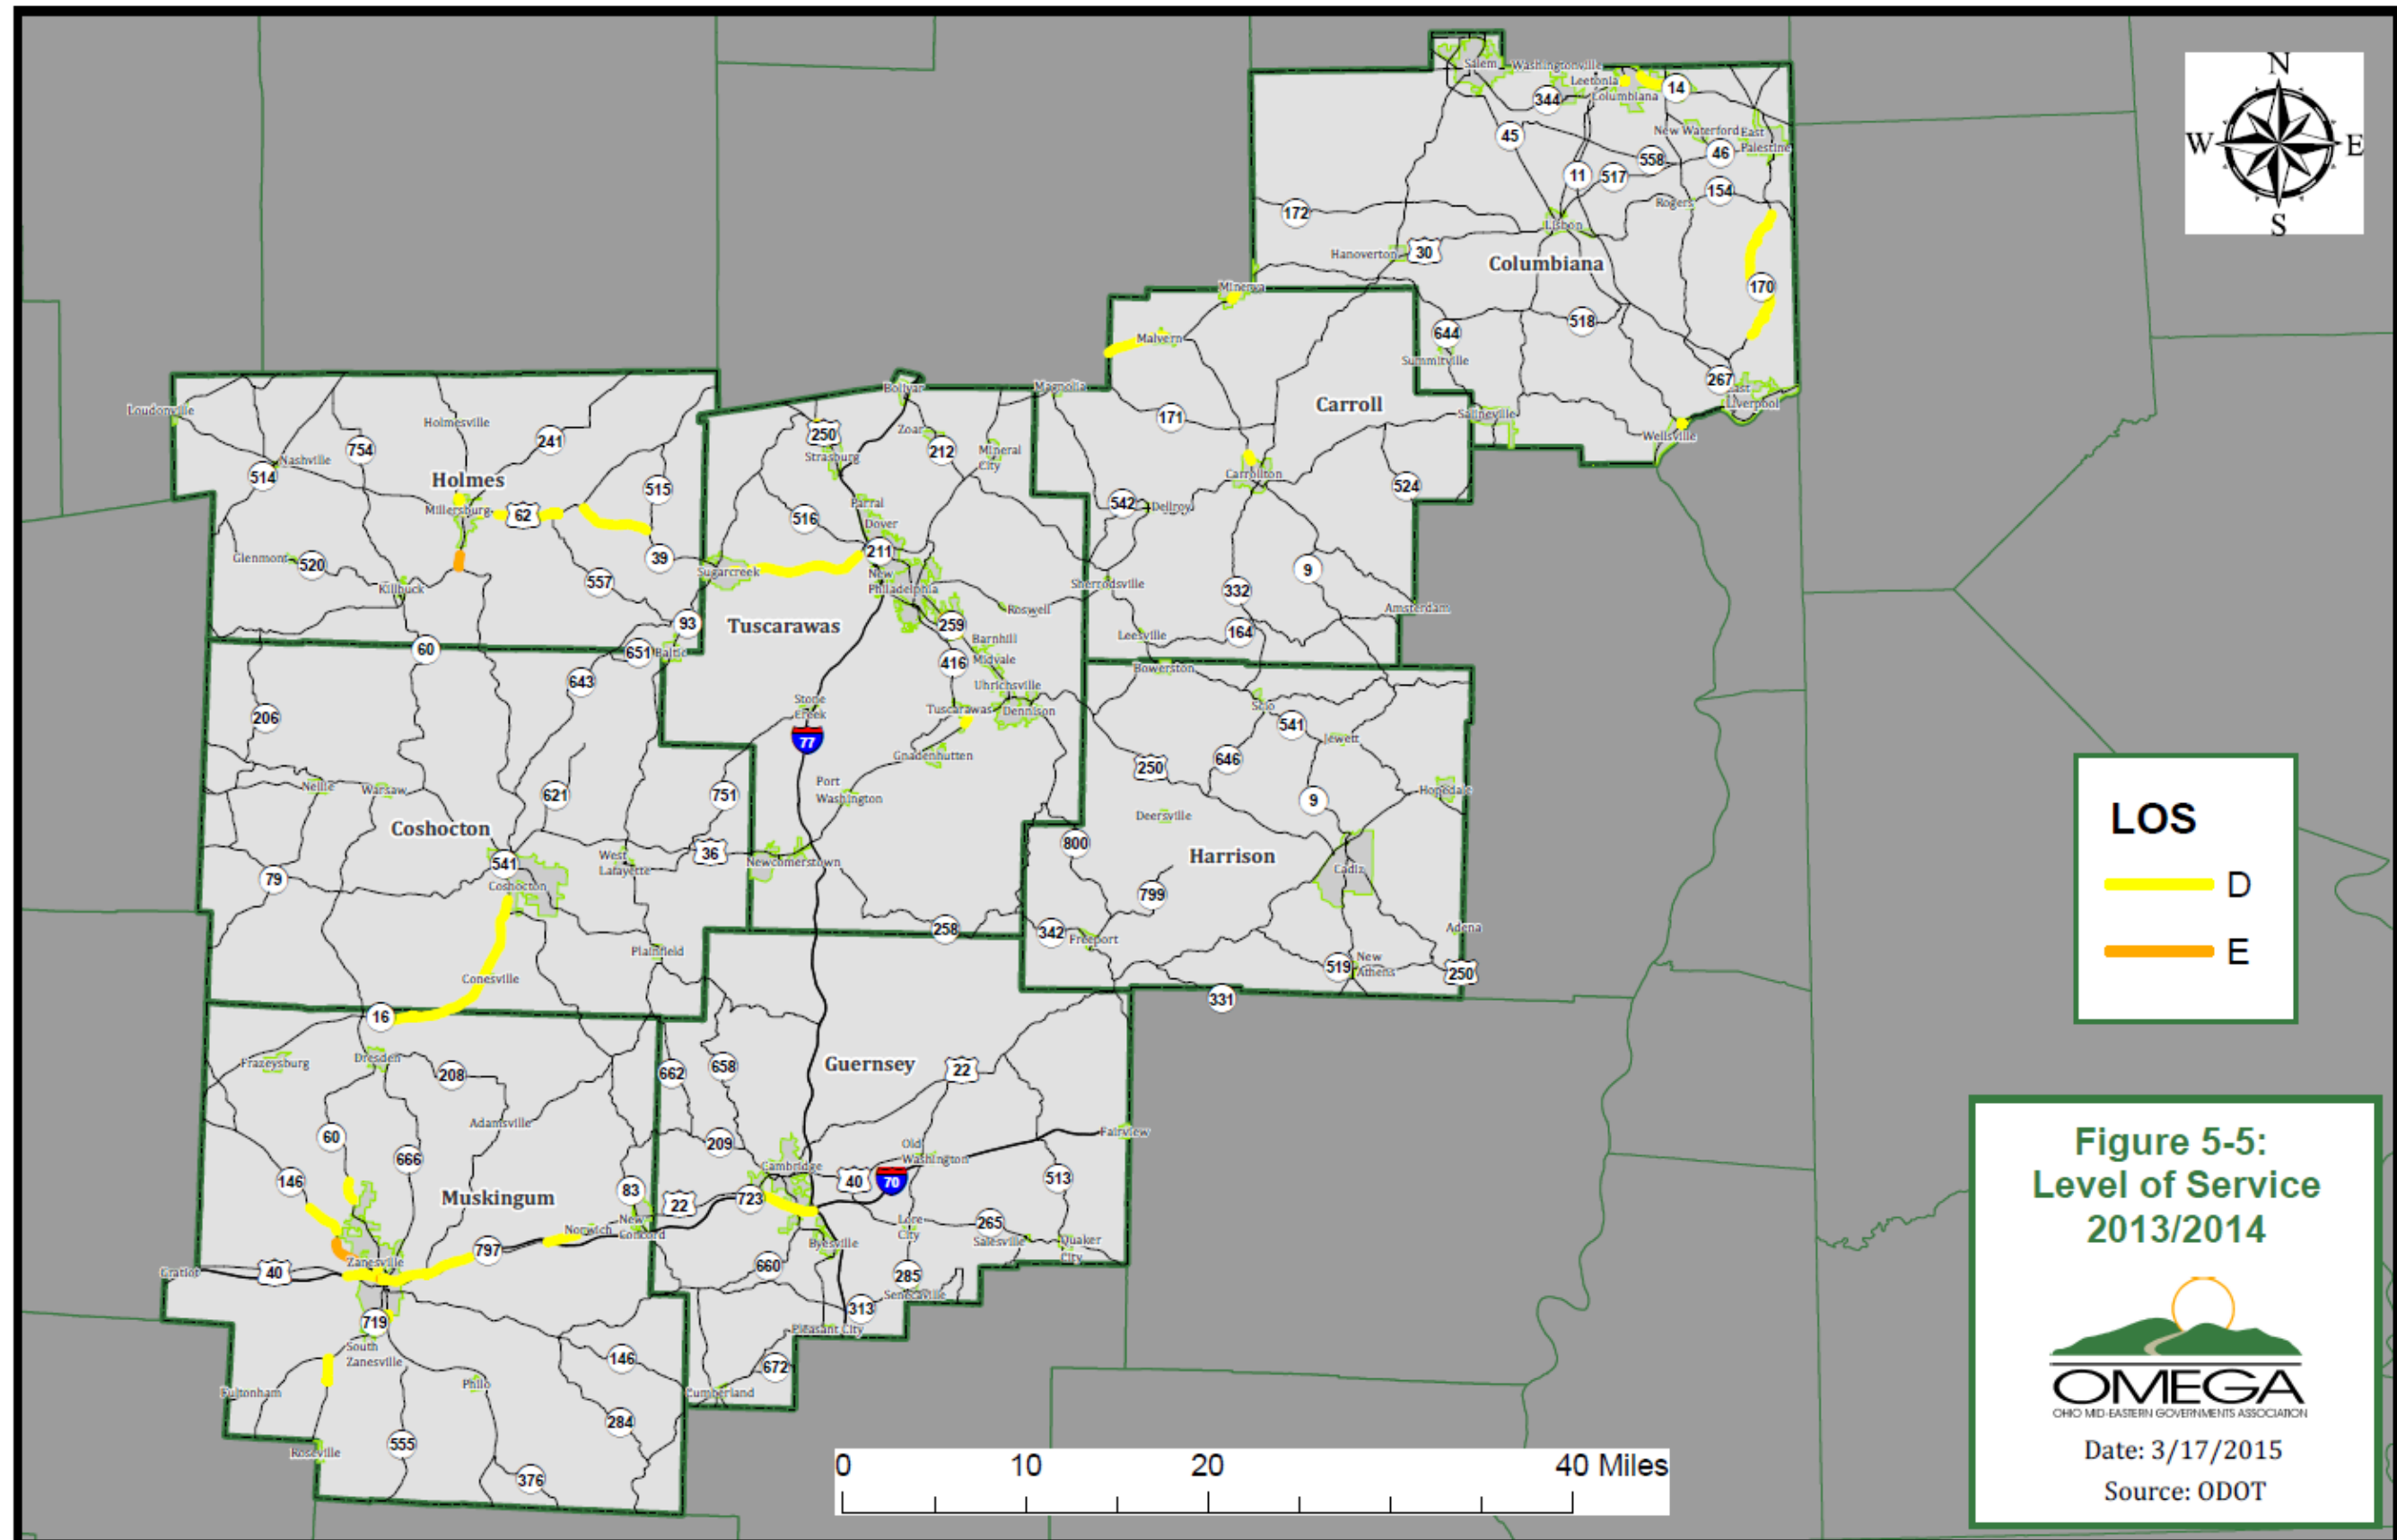 N
W
E
S
Salem
Washingtonville
Leetonia
Columbiana
14
344
45
New Waterford
East
Palestine
558
46
11
517
154
Rogers
172
Lisbon
Hanoverton
30
Columbiana
170
Minerva
518
644
Malvern
Summitville
267
East
Liverpool
Carroll
Salineville
Wellsville
171
Carrollton
524
542
Dellroy
Magnolia
Bolivar
Loudonville
Holmesville
241
754
Nashville
514
Holmes
515
Millersburg
62
Glenmont
520
39
557
Killbuck
93
250
Zoar
Strasburg
212
Mineral
City
Parral
516
Dover
211
Sugarcreek
New
Philadelphia
Sherrodsville
9
332
Roswell
Amsterdam
Tuscarawas
259
Barnhill
Leesville
164
416
Midvale
Bowerston
60
651
Baltic
643
Uhrichsville
Stone
Creek
Tuscarawas
Dennison
Scio
541
206
77
Jewett
Gnadenhutten
250
646
Port
Washington
Nellie
Warsaw
621
751
9
Hopedale
Deersville
Coshocton
800
Harrison
541
West
Lafayette
36
Newcomerstown
Cadiz
79
Coshocton
799
258
342
Freeport
Adena
Plainfield
519
New
Athens
250
Conesville
331
16
Frazeysburg
Dresden
208
662
658
Guernsey
22
Adamsville
60
666
209
Fairview
Old
Washington
Cambridge
40
70
513
146
Muskingum
83
22
723
Norwich
New
Concord
Lore
City
265
Salesville
Quaker
City
797
Byesville
Zanesville
Gratiot
40
660
285
Senecaville
313
719
Pleasant City
South
Zanesville
146
672
Fultonham
Philo
Cumberland
284
Roseville
555
376
LOS
D
E
Figure 5-5:
Level of Service
2013/2014
OMEGA
OHIO MID-EASTERN GOVERNMENTS ASSOCIATION
Date: 3/17/2015
Source: ODOT
0 10 20 40 Miles